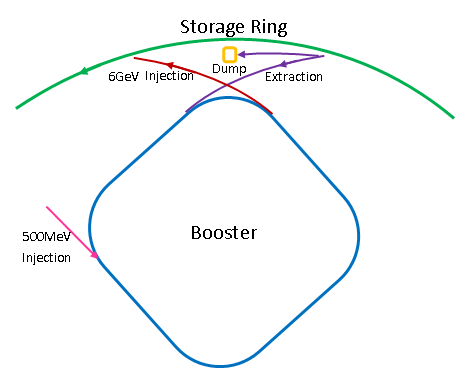 Storage Ring
Dump
6GeV Injection
Extraction
Booster
500MeV
Injection